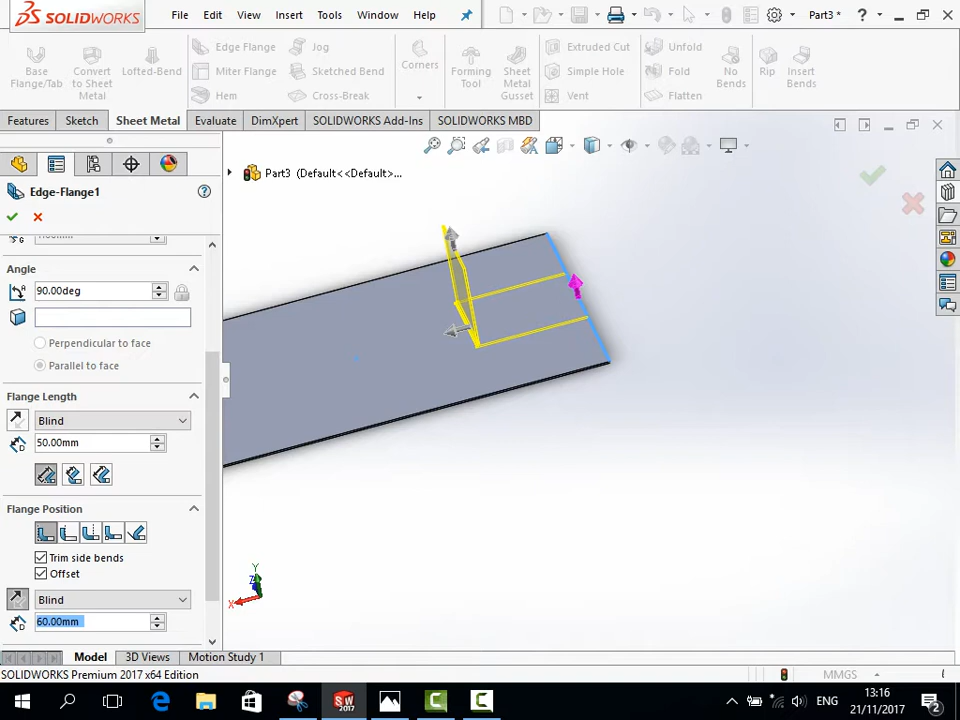 SOLIDWORKS
File Edit View Insert Tools Window Help
Part3 *
Base Flange/Tab
Convert to Sheet Metal
Lofted-Bend
Edge Flange
Miter Flange
Hem
Jog
Sketched Bend
Cross-Break
Corners
Forming Tool
Sheet Metal Gusset
Extruded Cut
Simple Hole
Vent
Unfold
Fold
Flatten
No Bends
Rip
Insert Bends
Features Sketch Sheet Metal Evaluate DimXpert SOLIDWORKS Add-Ins SOLIDWORKS MBD
Part3 (Default<<Default>...
Edge-Flange1
Angle
90.00deg
Perpendicular to face
Parallel to face
Flange Length
Blind
50.00mm
Flange Position
Trim side bends
Offset
Blind
60.00mm
Y
Z
X
Model 3D Views Motion Study 1
SOLIDWORKS Premium 2017 x64 Edition
MMGS
ENG
13:16
21/11/2017
2